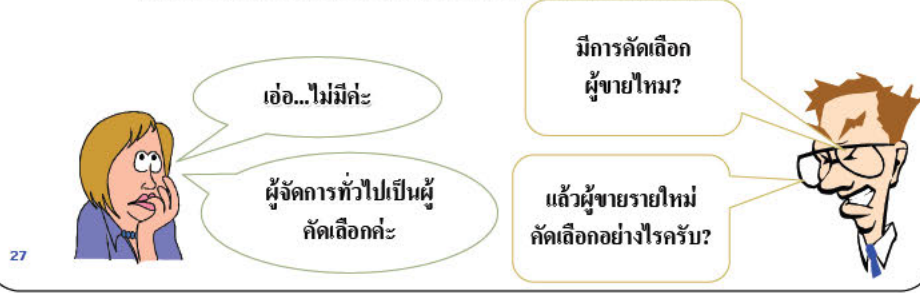 มีการคัดเลือก
ผู้ขายไหม?
เอ่อ...ไม่มีค่ะ
แล้วผู้ขายรายใหม่
คัดเลือกอย่างไรครับ?
ผู้จัดการทั่วไปเป็นผู้
คัดเลือกค่ะ
27